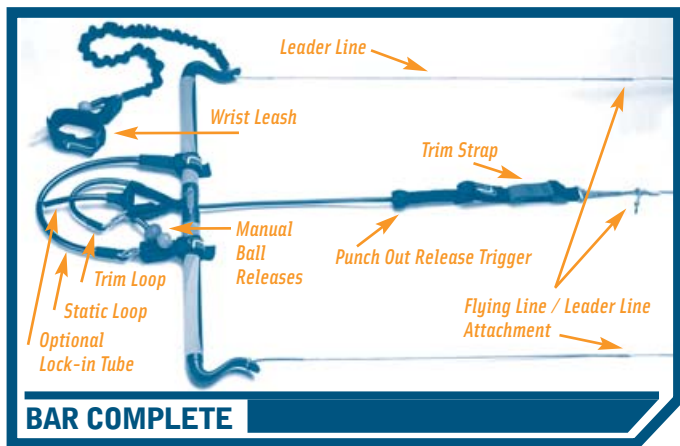 Leader Line
Wrist Leash
Trim Strap
Manual
Ball
Releases
Punch Out Release Trigger
Trim Loop
Static Loop
Optional
Lock-in Tube
Flying Line / Leader Line
Attachment
BAR COMPLETE